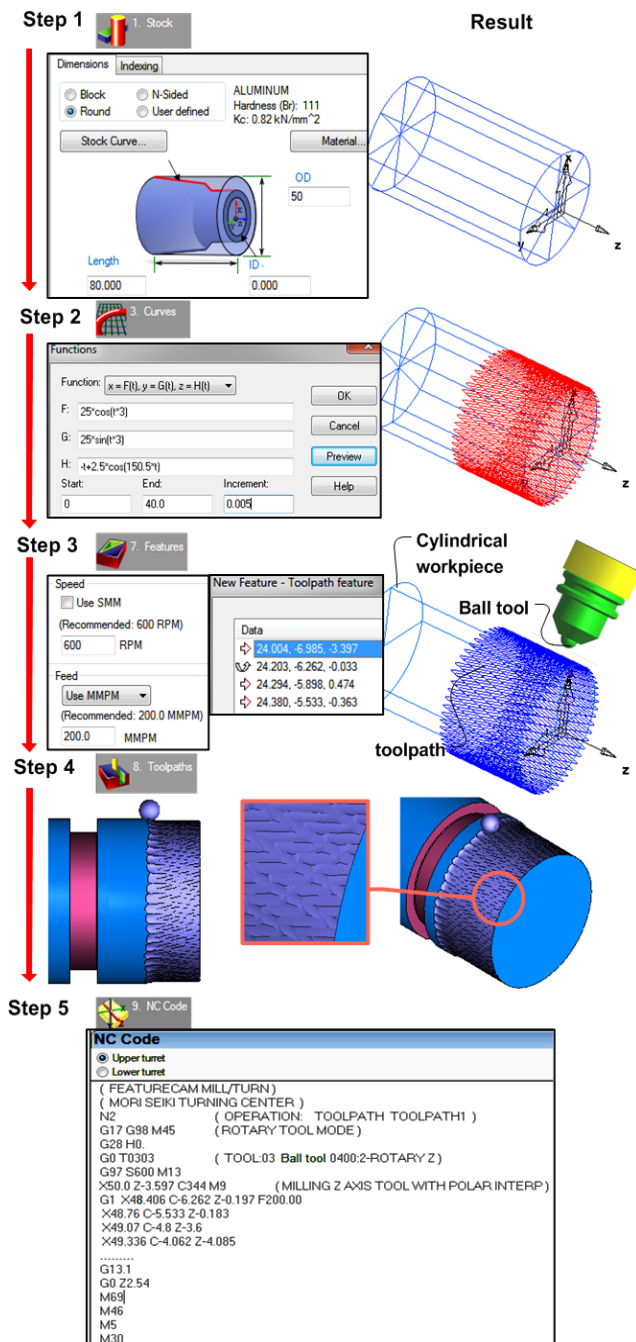 Step 1
1. Stock
Result
Dimensions
Indexing
Block
N-Sided
Round
User defined
ALUMINUM
Hardness (Br): 111
Kc: 0.82 kN/mm^2
Stock Curve...
Material...
OD
50
X
Y
Z
Length
ID
80.000
0.000
x
y
z
Step 2
3. Curves
Functions
Function: x = F(t), y = G(t), z = H(t)
F: 25*cos(t*3)
G: 25*sin(t*3)
H: -t+2.5*cos(150.5*t)
Start:
End:
Increment:
0
40.0
0.005
OK
Cancel
Preview
Help
z
Step 3
7. Features
Speed
Use SMM
(Recommended: 600 RPM)
600 RPM
Feed
Use MMPM
(Recommended: 200.0 MMPM)
200.0 MMPM
New Feature - Toolpath feature
Data
24.004, -6.985, -3.397
24.203, -6.262, -0.033
24.294, -5.898, 0.474
24.380, -5.533, -0.363
Cylindrical
workpiece
Ball tool
toolpath
z
Step 4
8. Toolpaths
Step 5
9. NC Code
NC Code
Upper turret
Lower turret
( FEATURECAM MILL/TURN )
( MORI SEIKI TURNING CENTER )
N2 ( OPERATION: TOOLPATH TOOLPATH1 )
G17 G98 M45 (ROTARY TOOL MODE )
G28 H0.
G0 T0303 ( TOOL:03 Ball tool 0400:2-ROTARY Z )
G97 S600 M13
X50.0 Z-3.597 C344 M9 (MILLING Z AXIS TOOL WITH POLAR INTERP )
G1 X48.406 C-6.262 Z-0.197 F200.00
X48.76 C-5.533 Z-0.183
X49.07 C-4.8 Z-3.6
X49.336 C-4.062 Z-4.085
.........
G13.1
G0 Z2.54
M69
M46
M5
M30